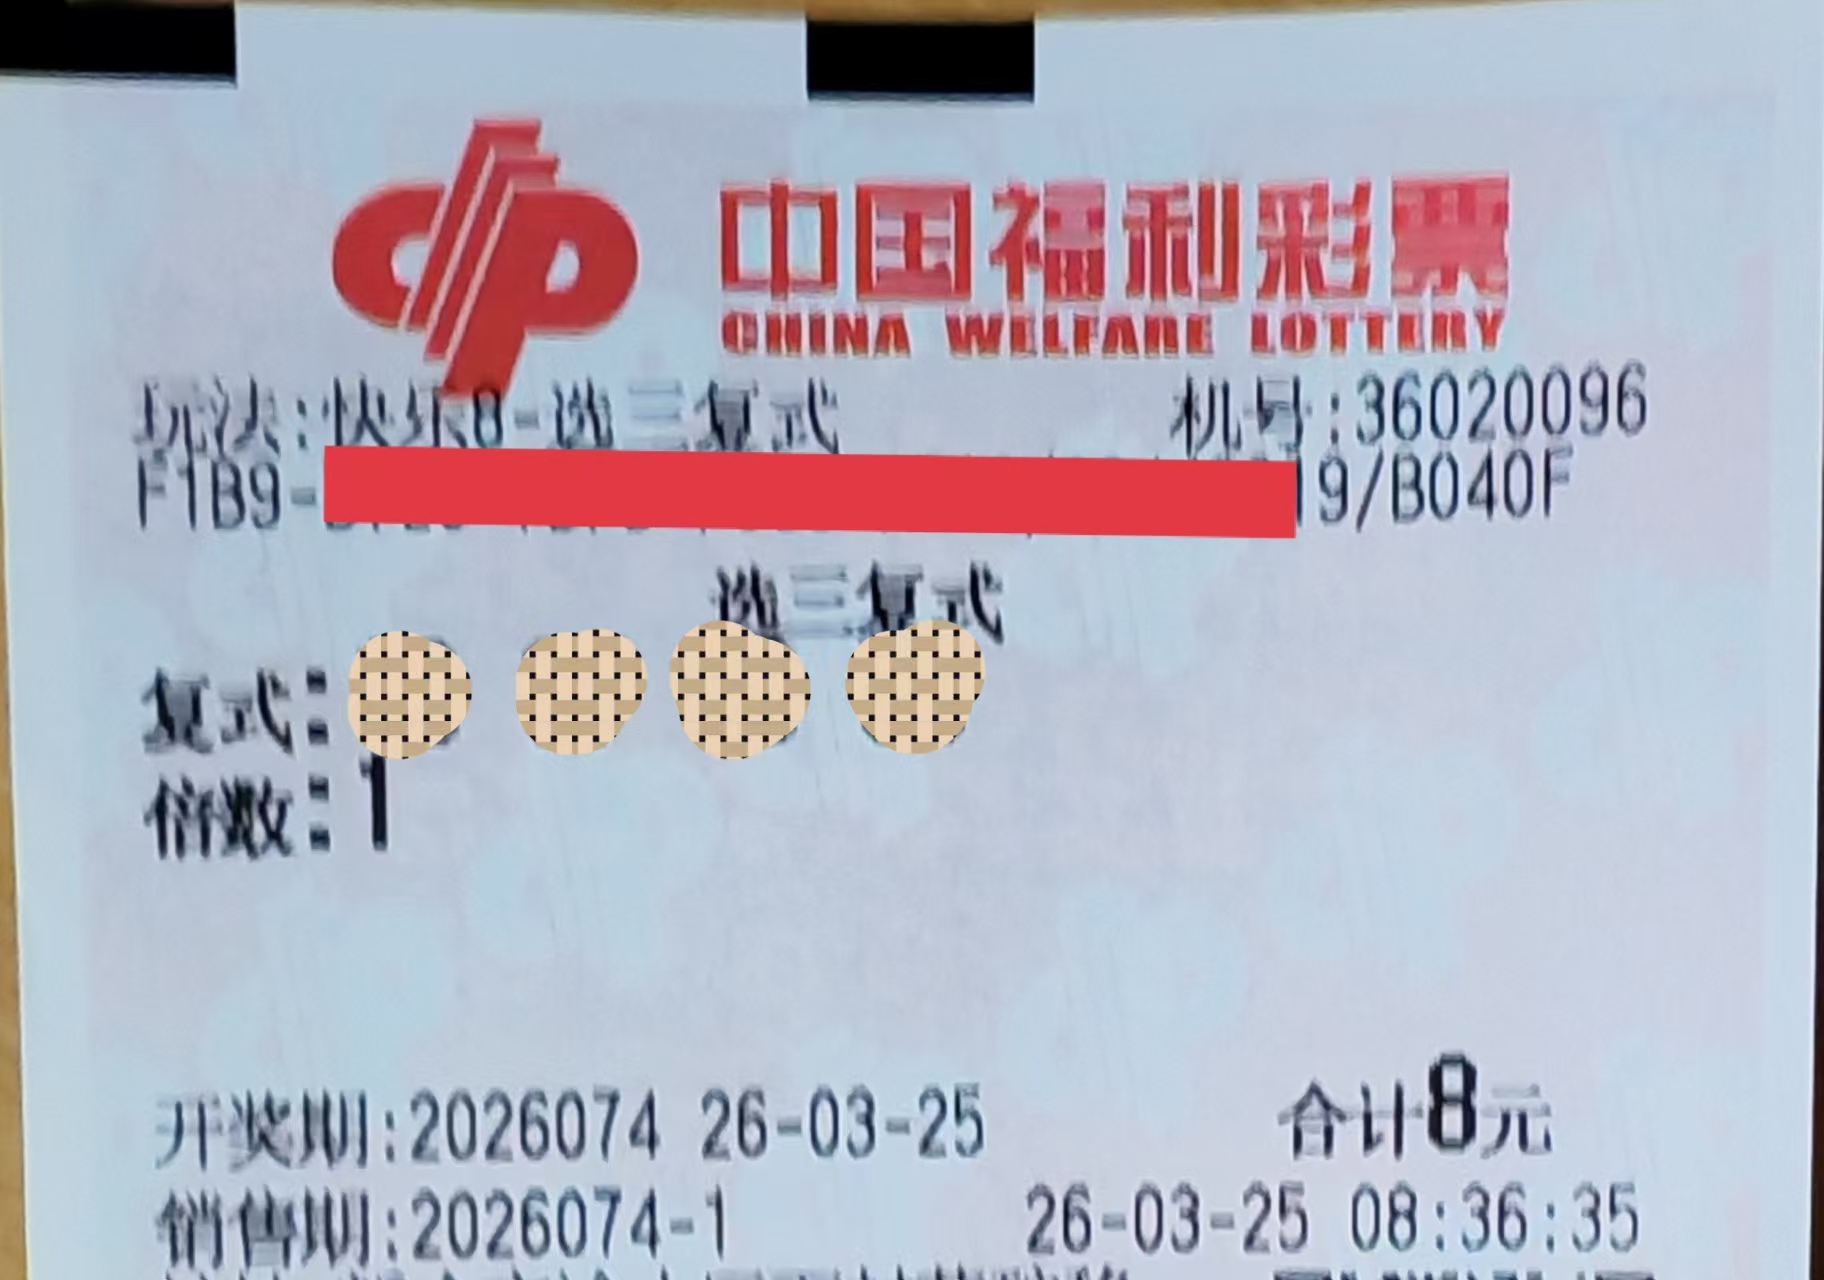 中国福利彩票
CHINA WELFARE LOTTERY
玩法:快乐8-选三复式 机号:36020096
F1B9- 19/B040F
选三复式
复式:
倍数:1
开奖期:2026074 26-03-25 合计8元
销售期:2026074-1 26-03-25 08:36:35